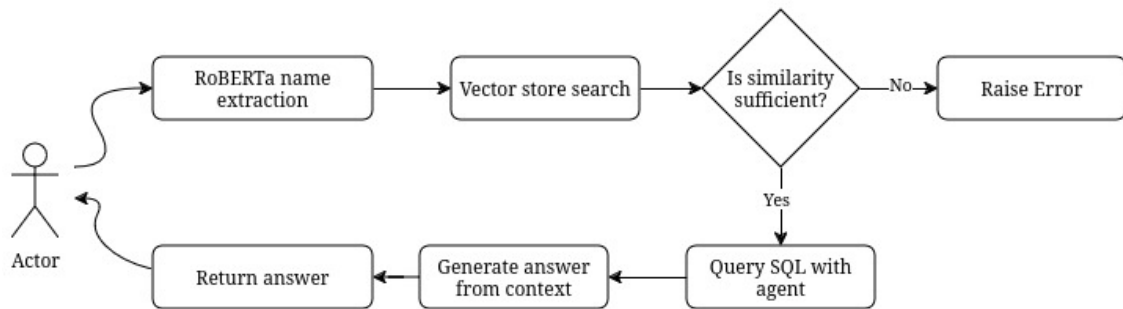 RoBERTa name
extraction
Vector store search
Is similarity
sufficient?
No
Raise Error
Yes
Actor
Return answer
Generate answer
from context
Query SQL with
agent